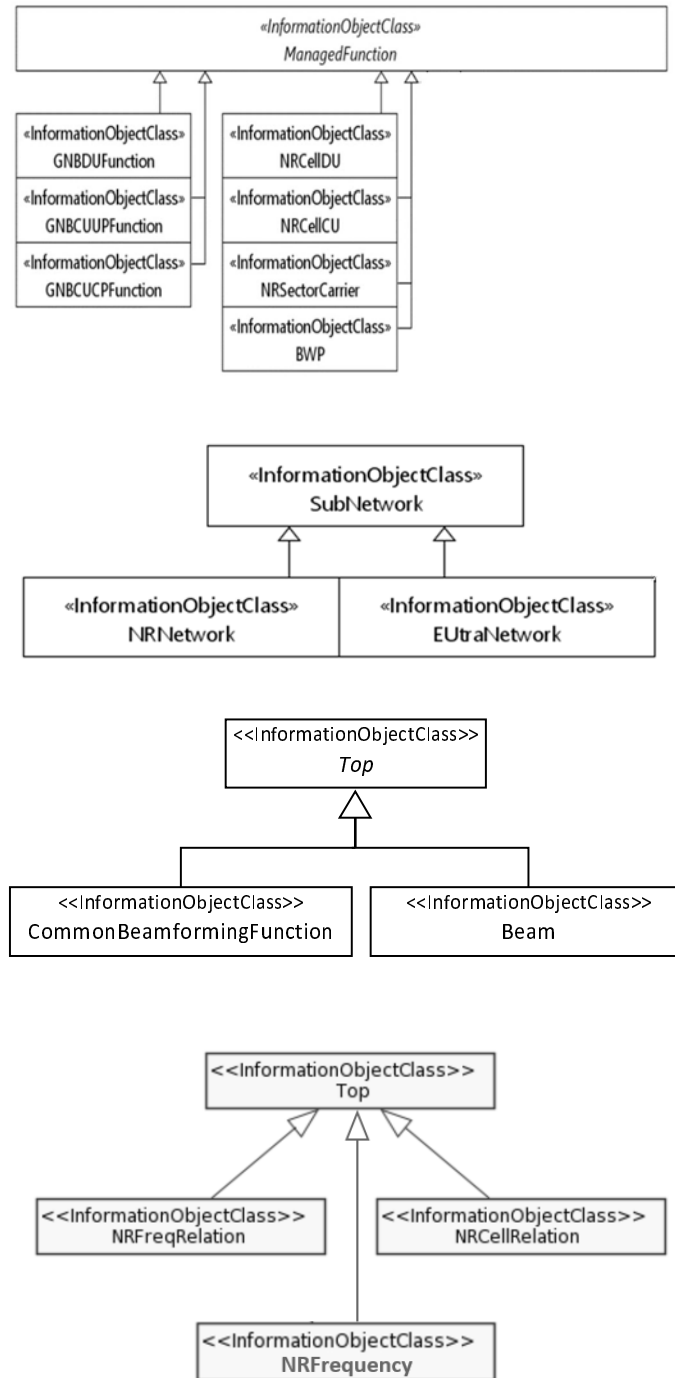 «InformationObjectClass»
ManagedFunction
«InformationObjectClass»
GNBDUFunction
«InformationObjectClass»
GNBCUUPFunction
«InformationObjectClass»
GNBCUCPFunction
«InformationObjectClass»
NRCellDU
«InformationObjectClass»
NRCellCU
«InformationObjectClass»
NRSectorCarrier
«InformationObjectClass»
BWP
«InformationObjectClass»
SubNetwork
«InformationObjectClass»
NRNetwork
«InformationObjectClass»
EUtraNetwork
<<InformationObjectClass>>
Top
<<InformationObjectClass>>
CommonBeamformingFunction
<<InformationObjectClass>>
Beam
<<InformationObjectClass>>
Top
<<InformationObjectClass>>
NRFreqRelation
<<InformationObjectClass>>
NRCellRelation
<<InformationObjectClass>>
NRFrequency